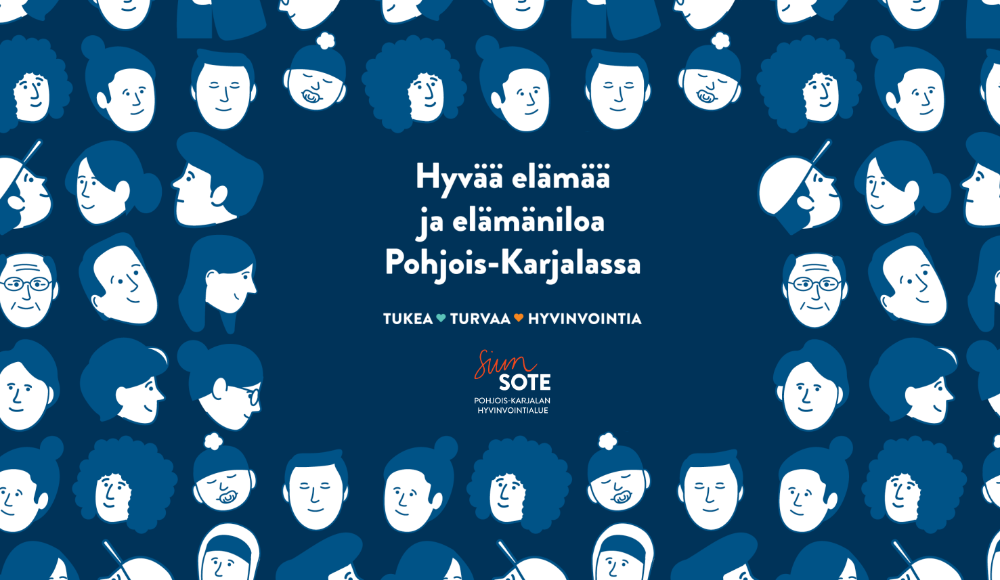 Hyvää elämää
ja elämäniloa
Pohjois-Karjalassa
TUKEA TURVAA HYVINVOINTIA
Siun
SOTE
POHJOIS-KARJALAN
HYVINVOINTIALUE